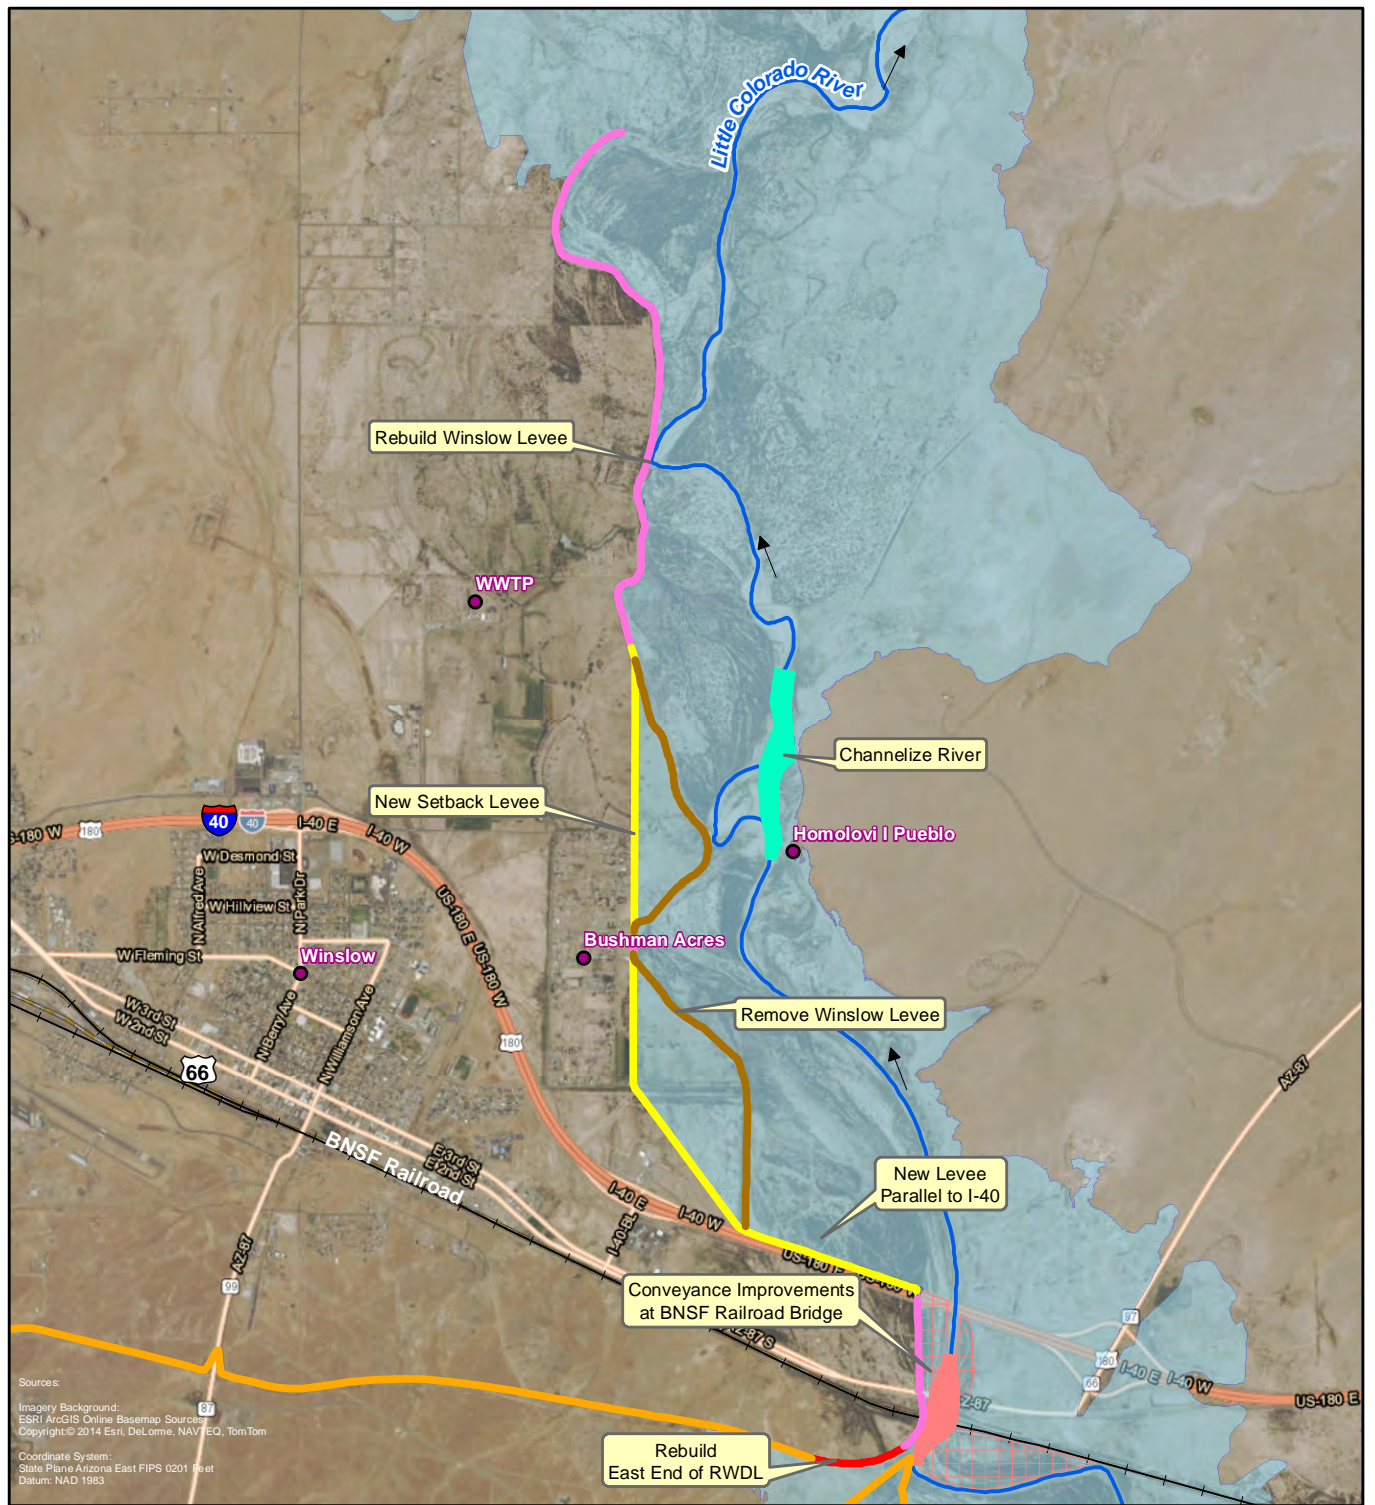 Little Colorado River
Rebuild Winslow Levee
WWTP
Channelize River
New Setback Levee
Homolovi I Pueblo
40
40
I-40 E
I-40 W
180
W Desmond St
N Alfred Ave
W Hillview St
N Park Dr
US-180 E
US-180 W
Bushman Acres
W Fleming St
Winslow
Remove Winslow Levee
W 3rd St
W 2nd St
N Berry Ave
N Williamson Ave
180
66
AZ-87
BNSF Railroad
E 3rd St
E 2nd St
New Levee
Parallel to I-40
I-40 E
I-40 W
I-40-BL
AZ-87
99
Conveyance Improvements
at BNSF Railroad Bridge
AZ-87 S
97
180
I-40 E
I-40 W
US-180 E
66
87
Rebuild
East End of RWDL
Sources:
Imagery Background:
ESRI ArcGIS Online Basemap Sources
Copyright:© 2014 Esri, DeLorme, NAVTEQ, TomTom
Coordinate System:
State Plane Arizona East FIPS 0201 Feet
Datum: NAD 1983